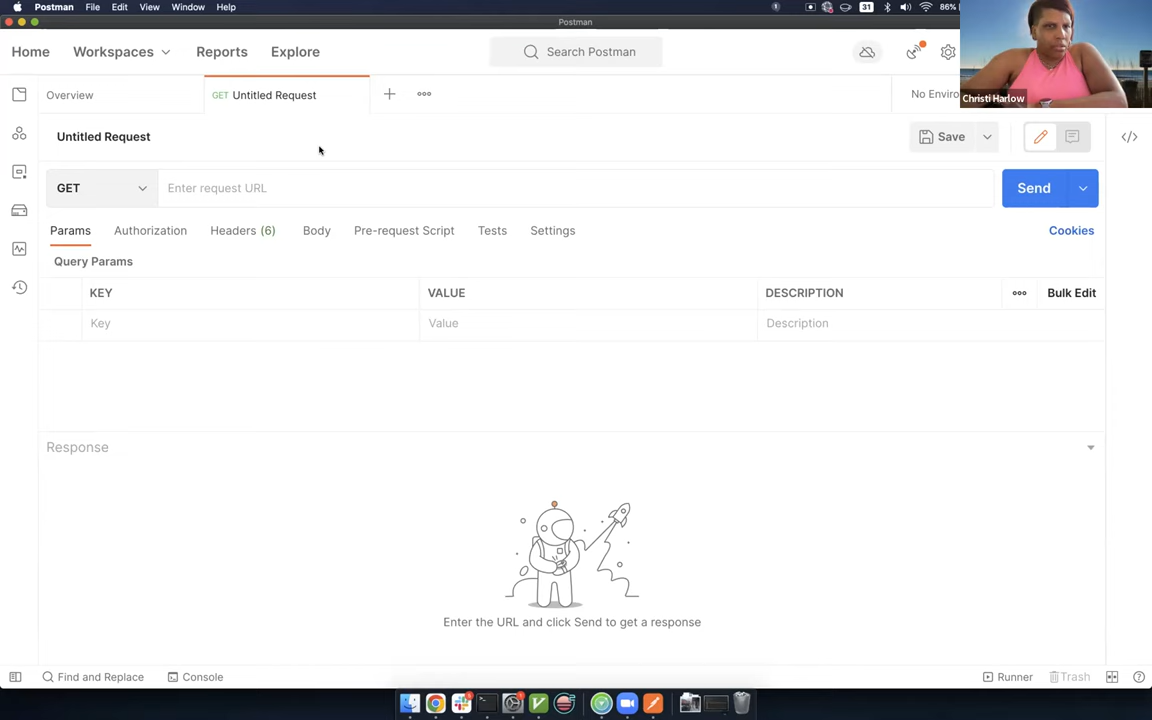 Postman File Edit View Window Help 31 86%
Postman
Home Workspaces Reports Explore Search Postman
Overview GET Untitled Request No Enviro
Christi Harlow
Untitled Request Save
GET Enter request URL Send
Params Authorization Headers (6) Body Pre-request Script Tests Settings Cookies
Query Params
KEY VALUE DESCRIPTION Bulk Edit
Key Value Description
Response
Enter the URL and click Send to get a response
Find and Replace Console Runner Trash